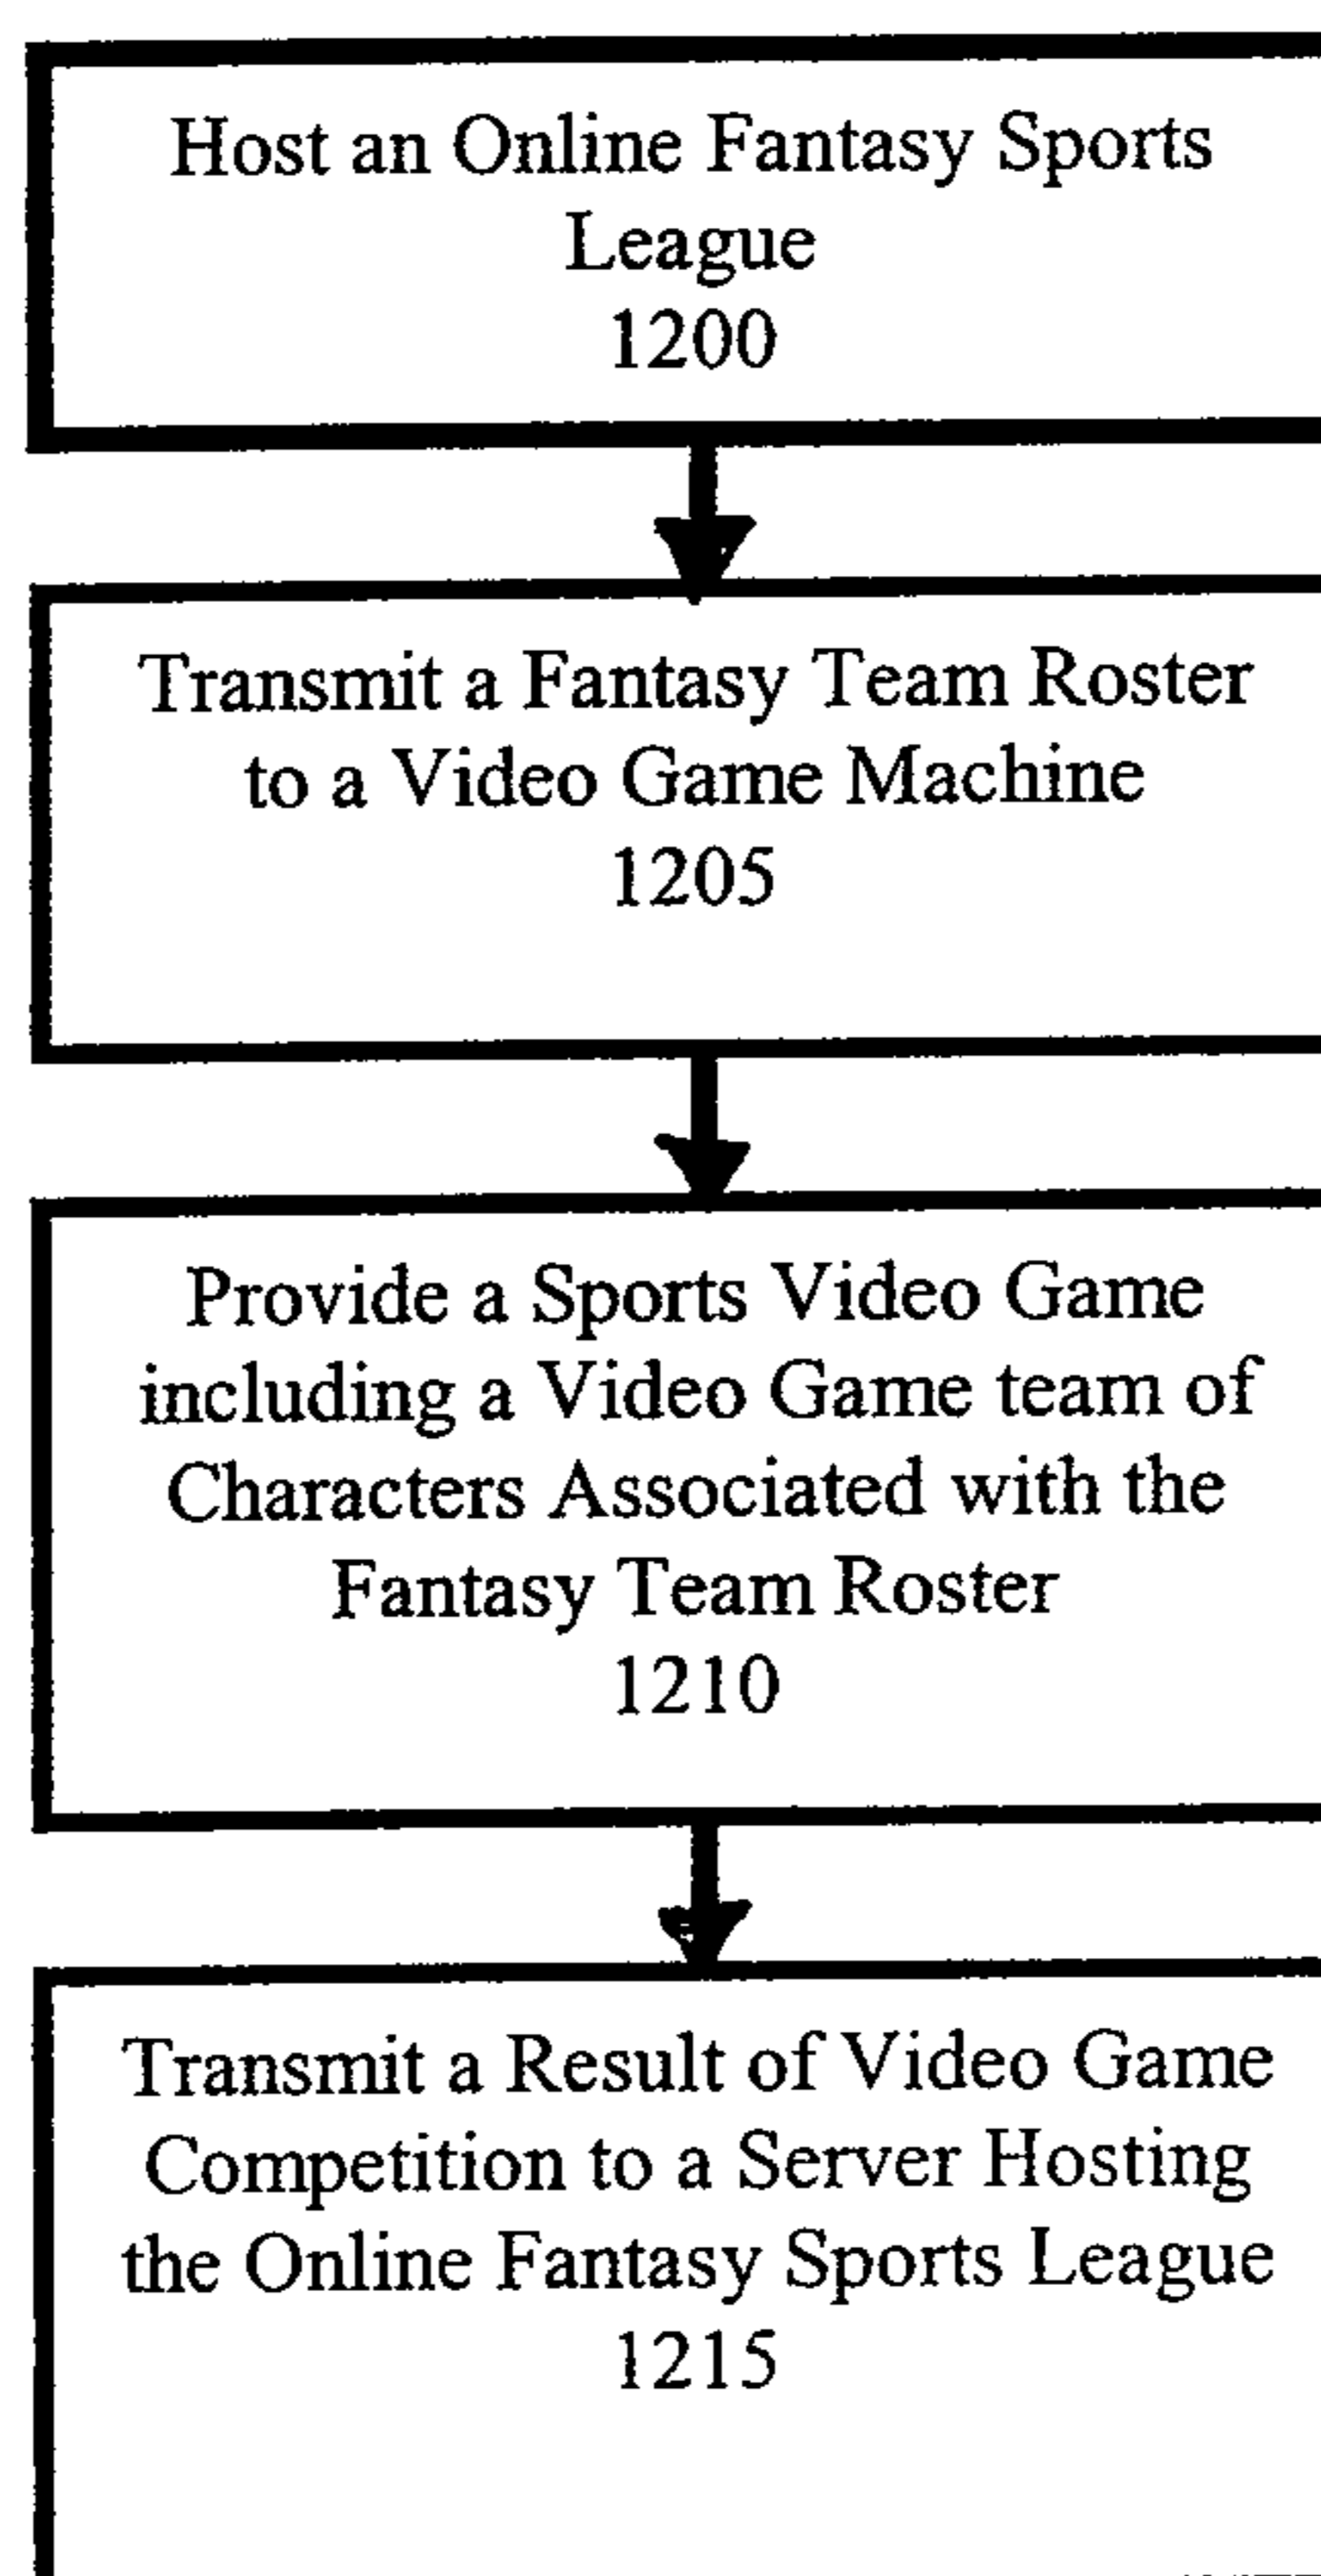 Host an Online Fantasy Sports
League
1200
Transmit a Fantasy Team Roster
to a Video Game Machine
1205
Provide a Sports Video Game
including a Video Game team of
Characters Associated with the
Fantasy Team Roster
1210
Transmit a Result of Video Game
Competition to a Server Hosting
the Online Fantasy Sports League
1215